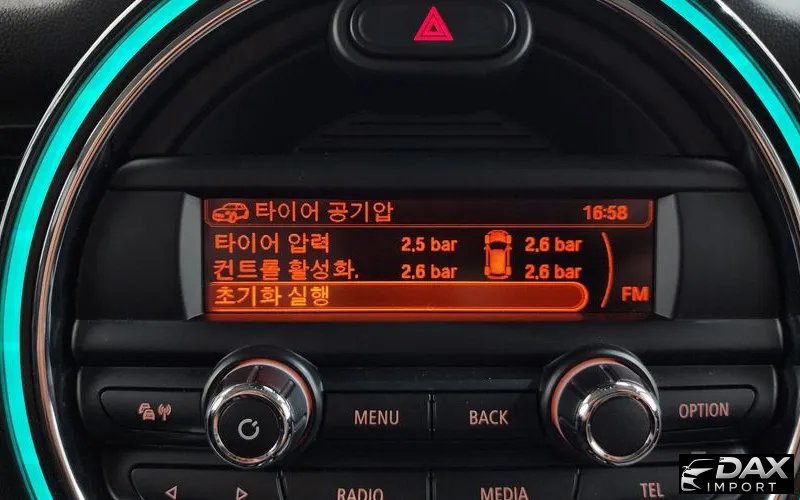 타이어 공기압 16:58
타이어 압력 2,5 bar 2,6 bar
컨트롤 활성화. 2,6 bar 2,6 bar
초기화 실행 FM
MENU BACK OPTION
RADIO MEDIA TEL
DAX
IMPORT